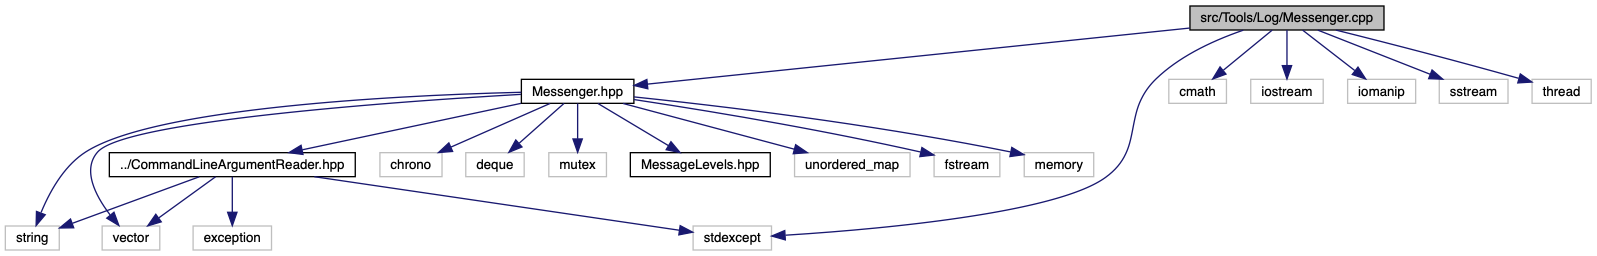 src/Tools/Log/Messenger.cpp
Messenger.hpp
cmath
iostream
iomanip
sstream
thread
../CommandLineArgumentReader.hpp
chrono
deque
mutex
MessageLevels.hpp
unordered_map
fstream
memory
string
vector
exception
stdexcept